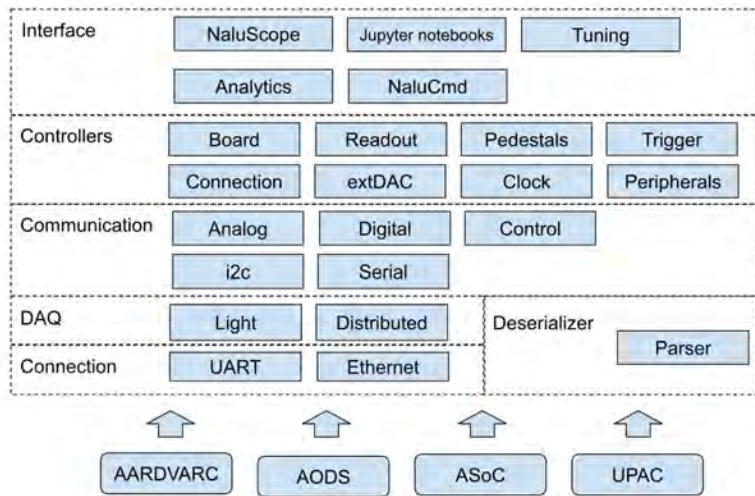 Interface
NaluScope
Jupyter notebooks
Tuning
Analytics
NaluCmd
Controllers
Board
Readout
Pedestals
Trigger
Connection
extDAC
Clock
Peripherals
Communication
Analog
Digital
Control
i2c
Serial
DAQ
Light
Distributed
Deserializer
Parser
Connection
UART
Ethernet
AARDVARC
AODS
ASoC
UPAC